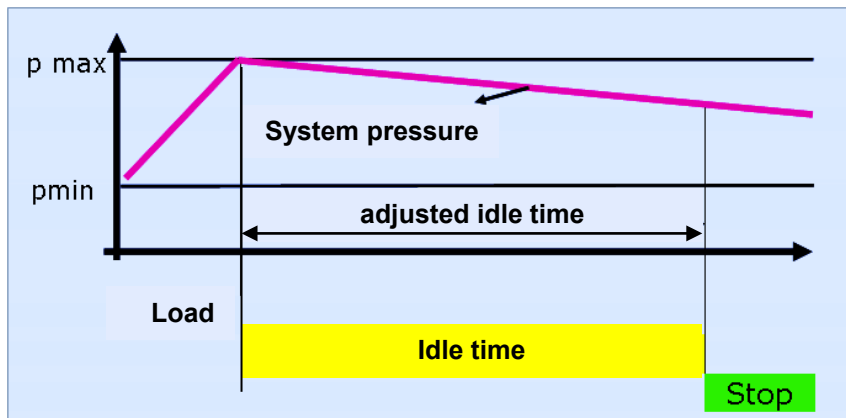 p max
System pressure
pmin
adjusted idle time
Load
Idle time
Stop